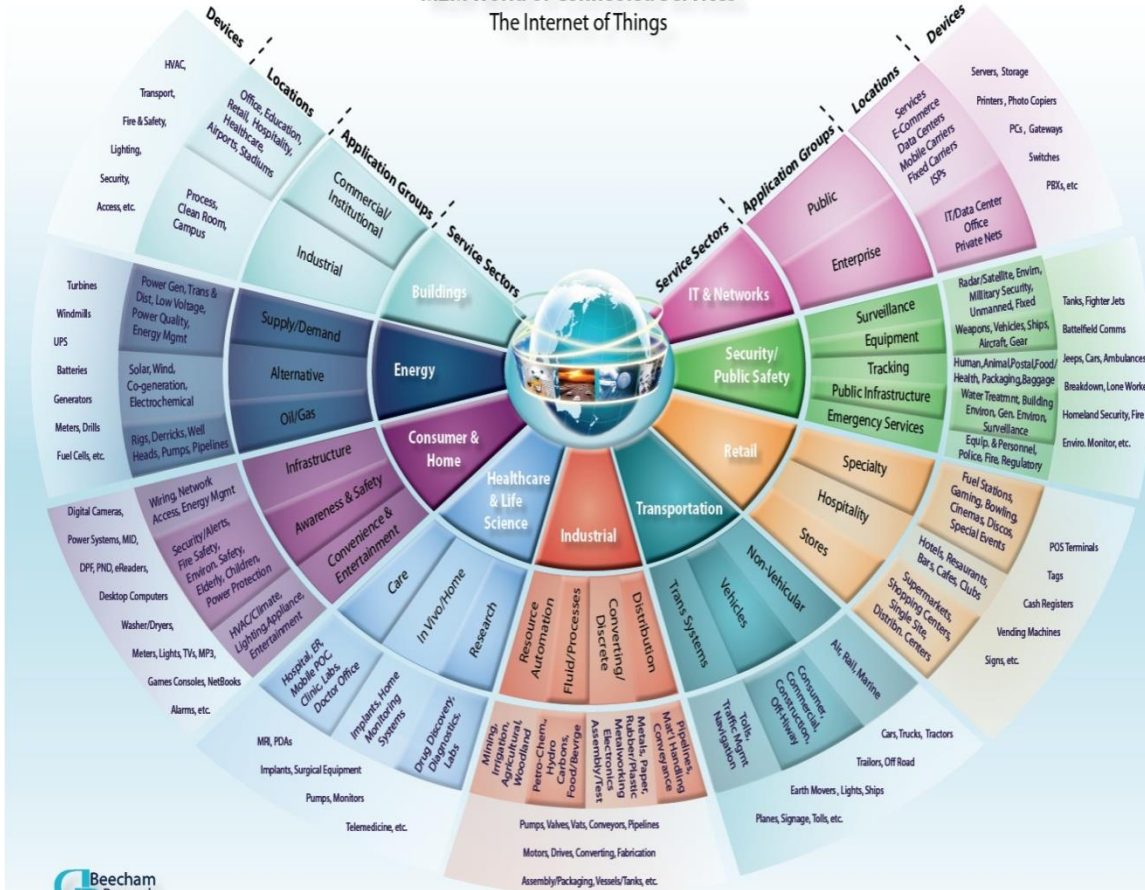 The Internet of Things
Devices
Locations
Application Groups
Service Sectors
Service Sectors
Application Groups
Locations
Devices
HVAC,
Transport,
Fire & Safety,
Lighting,
Security,
Access, etc.
Office, Education,
Retail, Hospitality,
Healthcare,
Airports, Stadiums
Process,
Clean Room,
Campus
Commercial/
Institutional
Industrial
Buildings
Turbines
Windmills
UPS
Batteries
Generators
Meters, Drills
Fuel Cells, etc.
Power Gen, Trans &
Dist, Low Voltage,
Power Quality,
Energy Mgmt
Solar, Wind,
Co-generation,
Electrochemical
Rigs, Derricks, Well
Heads, Pumps, Pipelines
Supply/Demand
Alternative
Oil/Gas
Energy
Digital Cameras,
Power Systems, MID,
DPF, PND, eReaders,
Desktop Computers
Washer/Dryers,
Meters, Lights, TVs, MP3,
Games Consoles, NetBooks
Alarms, etc.
Wiring, Network
Access, Energy Mgmt
Security/Alerts,
Fire Safety,
Environ. Safety,
Elderly, Children,
Power Protection
HVAC/Climate,
Lighting,Appliance,
Entertainment
Infrastructure
Awareness & Safety
Convenience &
Entertainment
Consumer &
Home
MRI, PDAs
Implants, Surgical Equipment
Pumps, Monitors
Telemedicine, etc.
Hospital, ER,
Mobile POC,
Clinic, Labs,
Doctor Office
Implants, Home
Monitoring
Systems
Drug Discovery,
Diagnostics,
Labs
Care
In Vivo/Home
Research
Healthcare
& Life
Science
Industrial
Resource
Automation
Fluid/Processes
Converting/
Discrete
Distribution
Mining,
Irrigation,
Agricultural,
Woodland
Petro-Chem.,
Hydro
Carbons,
Food/Bevrge
Metals, Paper,
Rubber/Plastic
Metalworking
Electronics
Assembly/Test
Pipelines,
Mat'l Handling
Conveyance
Pumps, Valves, Vats, Conveyors, Pipelines
Motors, Drives, Converting, Fabrication
Assembly/Packaging, Vessels/Tanks, etc.
Transportation
Trans Systems
Vehicles
Non-Vehicular
Tolls,
Traffic Mgmt
Navigation
Consumer,
Commercial,
Construction,
Off-Hiway
Air, Rail, Marine
Cars, Trucks, Tractors
Trailors, Off Road
Earth Movers, Lights, Ships
Planes, Signage, Tolls, etc.
Retail
Specialty
Hospitality
Stores
Fuel Stations,
Gaming, Bowling,
Cinemas, Discos,
Special Events
Hotels, Resaurants,
Bars, Cafes, Clubs
Supermarkets,
Shopping Centers,
Single Site,
Distribn. Centers
POS Terminals
Tags
Cash Registers
Vending Machines
Signs, etc.
Security/
Public Safety
Surveillance
Equipment
Tracking
Public Infrastructure
Emergency Services
Radar/Satellite, Envirn,
Millitary Security,
Unmanned, Fixed
Weapons, Vehicles, Ships,
Aircraft, Gear
Human,Animal,Postal,Food/
Health, Packaging,Baggage
Water Treatmnt, Building
Environ, Gen. Environ,
Surveillance
Equip. & Personnel,
Police, Fire, Regulatory
Tanks, Fighter Jets
Battelfield Comms
Jeeps, Cars, Ambulances
Breakdown, Lone Worke
Homeland Security, Fire
Enviro. Monitor, etc.
IT & Networks
Public
Enterprise
Services
E-Commerce
Data Centers
Mobile Carriers
Fixed Carriers
ISPs
IT/Data Center
Office
Private Nets
Servers, Storage
Printers, Photo Copiers
PCs, Gateways
Switches
PBXs, etc
Beecham